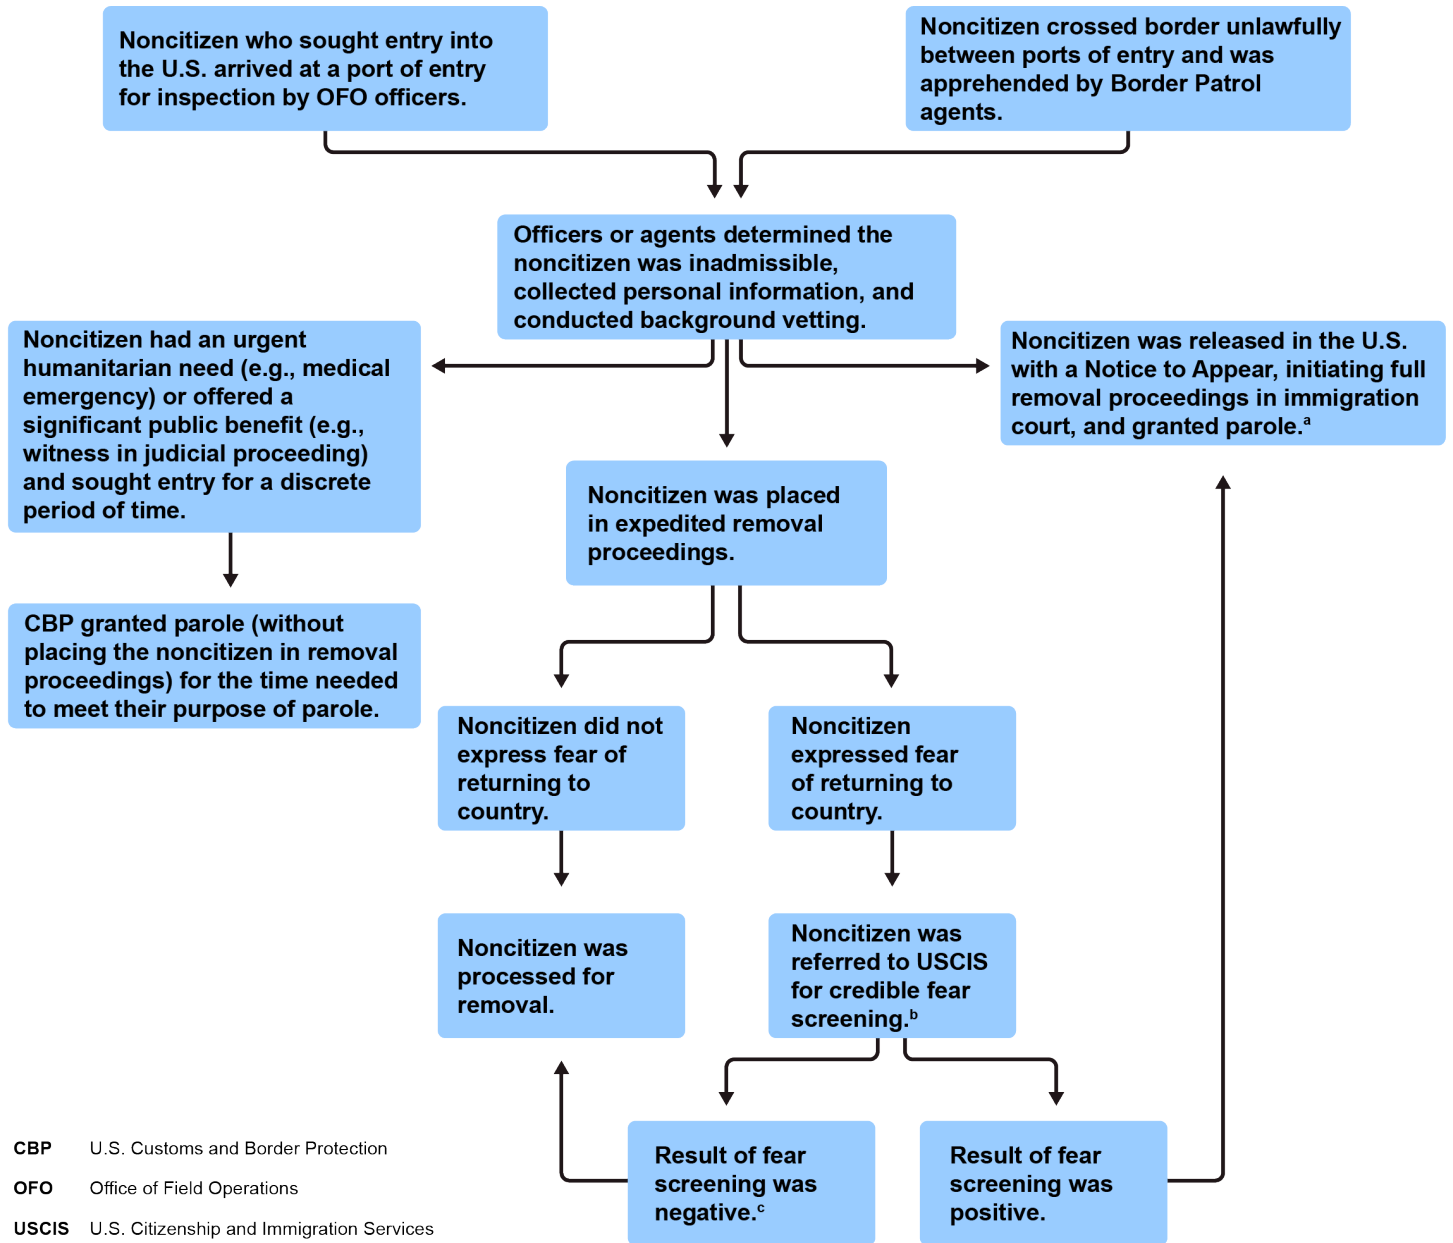 Noncitizen who sought entry into
the U.S. arrived at a port of entry
for inspection by OFO officers.
Noncitizen crossed border unlawfully
between ports of entry and was
apprehended by Border Patrol
agents.
Officers or agents determined the
noncitizen was inadmissible,
collected personal information, and
conducted background vetting.
Noncitizen had an urgent
humanitarian need (e.g., medical
emergency) or offered a
significant public benefit (e.g.,
witness in judicial proceeding)
and sought entry for a discrete
period of time.
Noncitizen was released in the U.S.
with a Notice to Appear, initiating full
removal proceedings in immigration
court, and granted parole.a
Noncitizen was placed
in expedited removal
proceedings.
CBP granted parole (without
placing the noncitizen in removal
proceedings) for the time needed
to meet their purpose of parole.
Noncitizen did not
express fear of
returning to
country.
Noncitizen
expressed fear
of returning to
country.
Noncitizen was
processed for
removal.
Noncitizen was
referred to USCIS
for credible fear
screening.b
Result of fear
screening was
negative.c
Result of fear
screening was
positive.
CBP U.S. Customs and Border Protection
OFO Office of Field Operations
USCIS U.S. Citizenship and Immigration Services